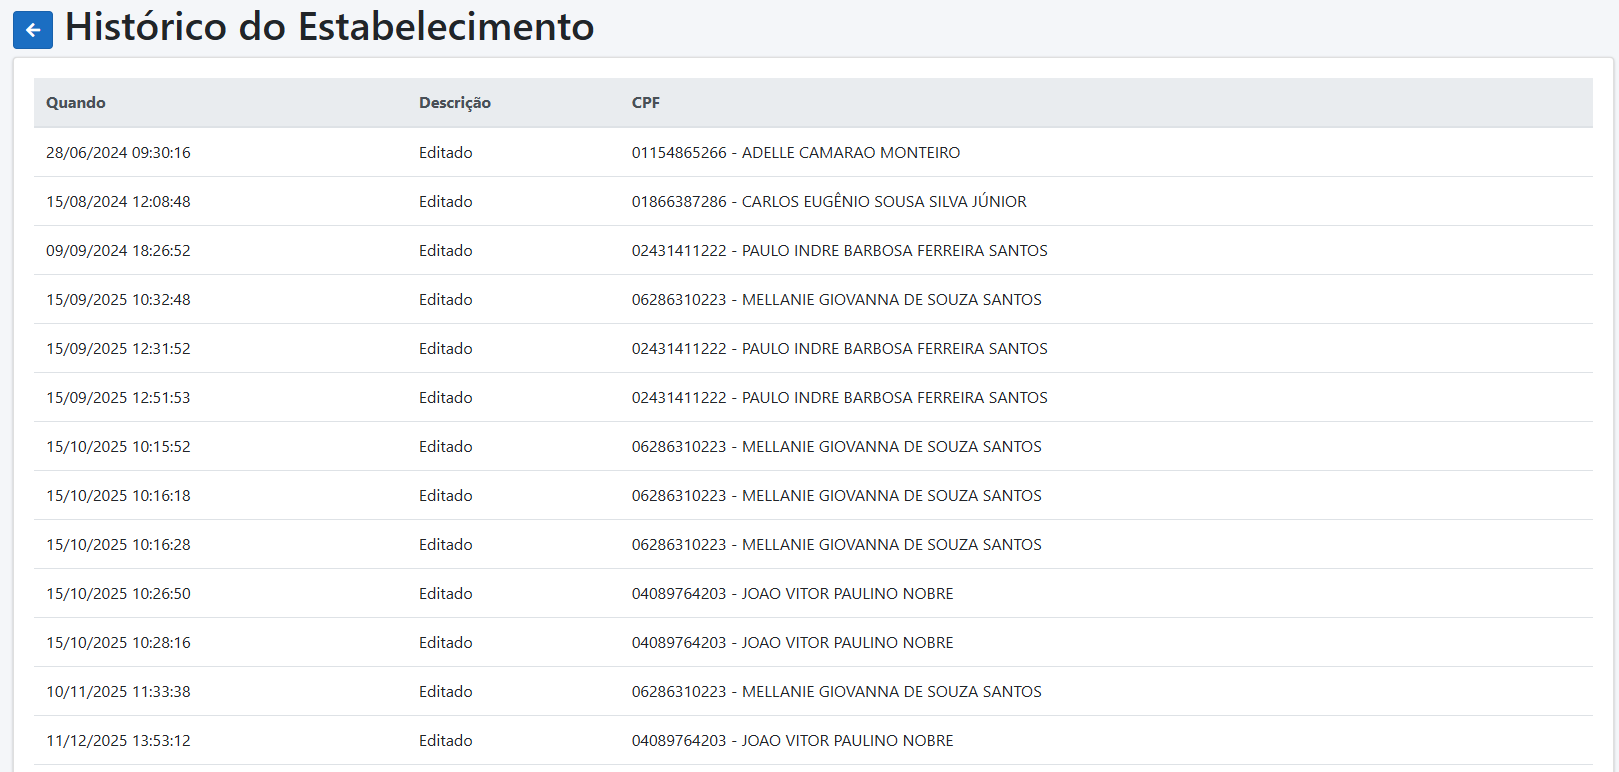 Histórico do Estabelecimento
Quando Descrição CPF
28/06/2024 09:30:16 Editado 01154865266 - ADELLE CAMARAO MONTEIRO
15/08/2024 12:08:48 Editado 01866387286 - CARLOS EUGÊNIO SOUSA SILVA JÚNIOR
09/09/2024 18:26:52 Editado 02431411222 - PAULO INDRE BARBOSA FERREIRA SANTOS
15/09/2025 10:32:48 Editado 06286310223 - MELLANIE GIOVANNA DE SOUZA SANTOS
15/09/2025 12:31:52 Editado 02431411222 - PAULO INDRE BARBOSA FERREIRA SANTOS
15/09/2025 12:51:53 Editado 02431411222 - PAULO INDRE BARBOSA FERREIRA SANTOS
15/10/2025 10:15:52 Editado 06286310223 - MELLANIE GIOVANNA DE SOUZA SANTOS
15/10/2025 10:16:18 Editado 06286310223 - MELLANIE GIOVANNA DE SOUZA SANTOS
15/10/2025 10:16:28 Editado 06286310223 - MELLANIE GIOVANNA DE SOUZA SANTOS
15/10/2025 10:26:50 Editado 04089764203 - JOAO VITOR PAULINO NOBRE
15/10/2025 10:28:16 Editado 04089764203 - JOAO VITOR PAULINO NOBRE
10/11/2025 11:33:38 Editado 06286310223 - MELLANIE GIOVANNA DE SOUZA SANTOS
11/12/2025 13:53:12 Editado 04089764203 - JOAO VITOR PAULINO NOBRE